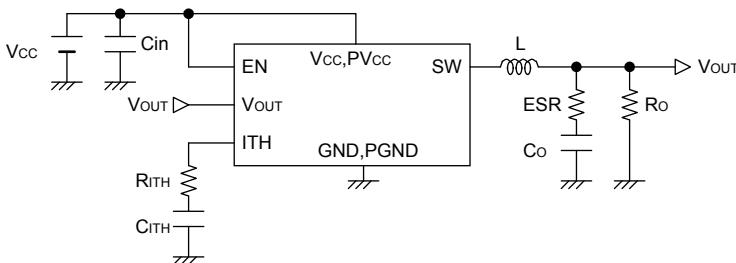 VCC
Cin
EN
VCC,PVCC
SW
L
VOUT
VOUT
VOUT
ESR
RO
ITH
GND,PGND
CO
RITH
CITH